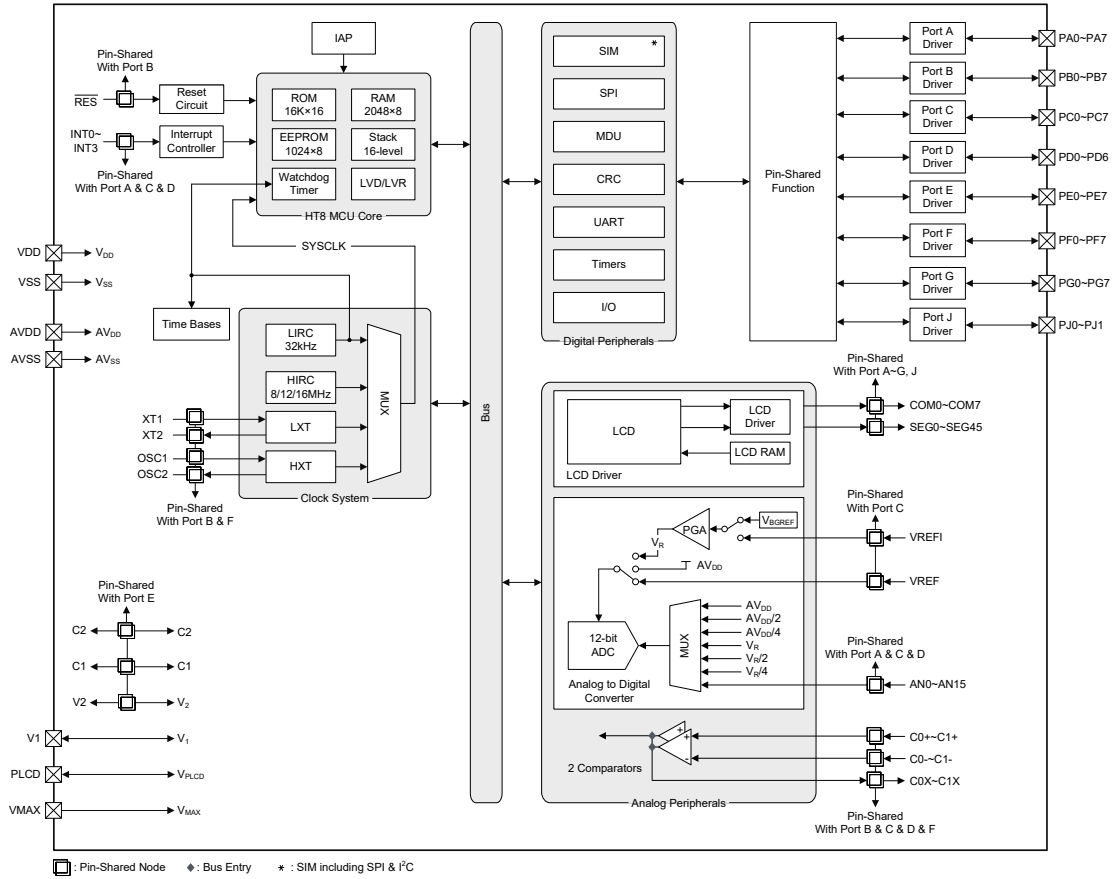 IAP
Pin-Shared
With Port B
RES
Reset
Circuit
INT0~
INT3
Interrupt
Controller
Pin-Shared
With Port A & C & D
ROM
16K×16
RAM
2048×8
EEPROM
1024×8
Stack
16-level
Watchdog
Timer
LVD/LVR
HT8 MCU Core
SYSCLK
VDD
VDD
VSS
VSS
AVDD
AVDD
AVSS
AVSS
Time Bases
LIRC
32kHz
HIRC
8/12/16MHz
LXT
HXT
MUX
Clock System
XT1
XT2
OSC1
OSC2
Pin-Shared
With Port B & F
Pin-Shared
With Port E
C2
C2
C1
C1
V2
V2
V1
V1
PLCD
VPLCD
VMAX
VMAX
Bus
SIM
*
SPI
MDU
CRC
UART
Timers
I/O
Digital Peripherals
Pin-Shared
Function
Port A
Driver
PA0~PA7
Port B
Driver
PB0~PB7
Port C
Driver
PC0~PC7
Port D
Driver
PD0~PD6
Port E
Driver
PE0~PE7
Port F
Driver
PF0~PF7
Port G
Driver
PG0~PG7
Port J
Driver
PJ0~PJ1
Pin-Shared
With Port A~G, J
LCD
LCD
Driver
LCD RAM
LCD Driver
COM0~COM7
SEG0~SEG45
Pin-Shared
With Port C
PGA
VBGREF
VR
AVDD
VREFI
VREF
12-bit
ADC
MUX
AVDD
AVDD/2
AVDD/4
VR
VR/2
VR/4
Analog to Digital
Converter
Pin-Shared
With Port A & C & D
AN0~AN15
+
+
-
2 Comparators
C0+~C1+
C0-~C1-
C0X~C1X
Analog Peripherals
Pin-Shared
With Port B & C & D & F
: Pin-Shared Node
: Bus Entry
* : SIM including SPI & I²C